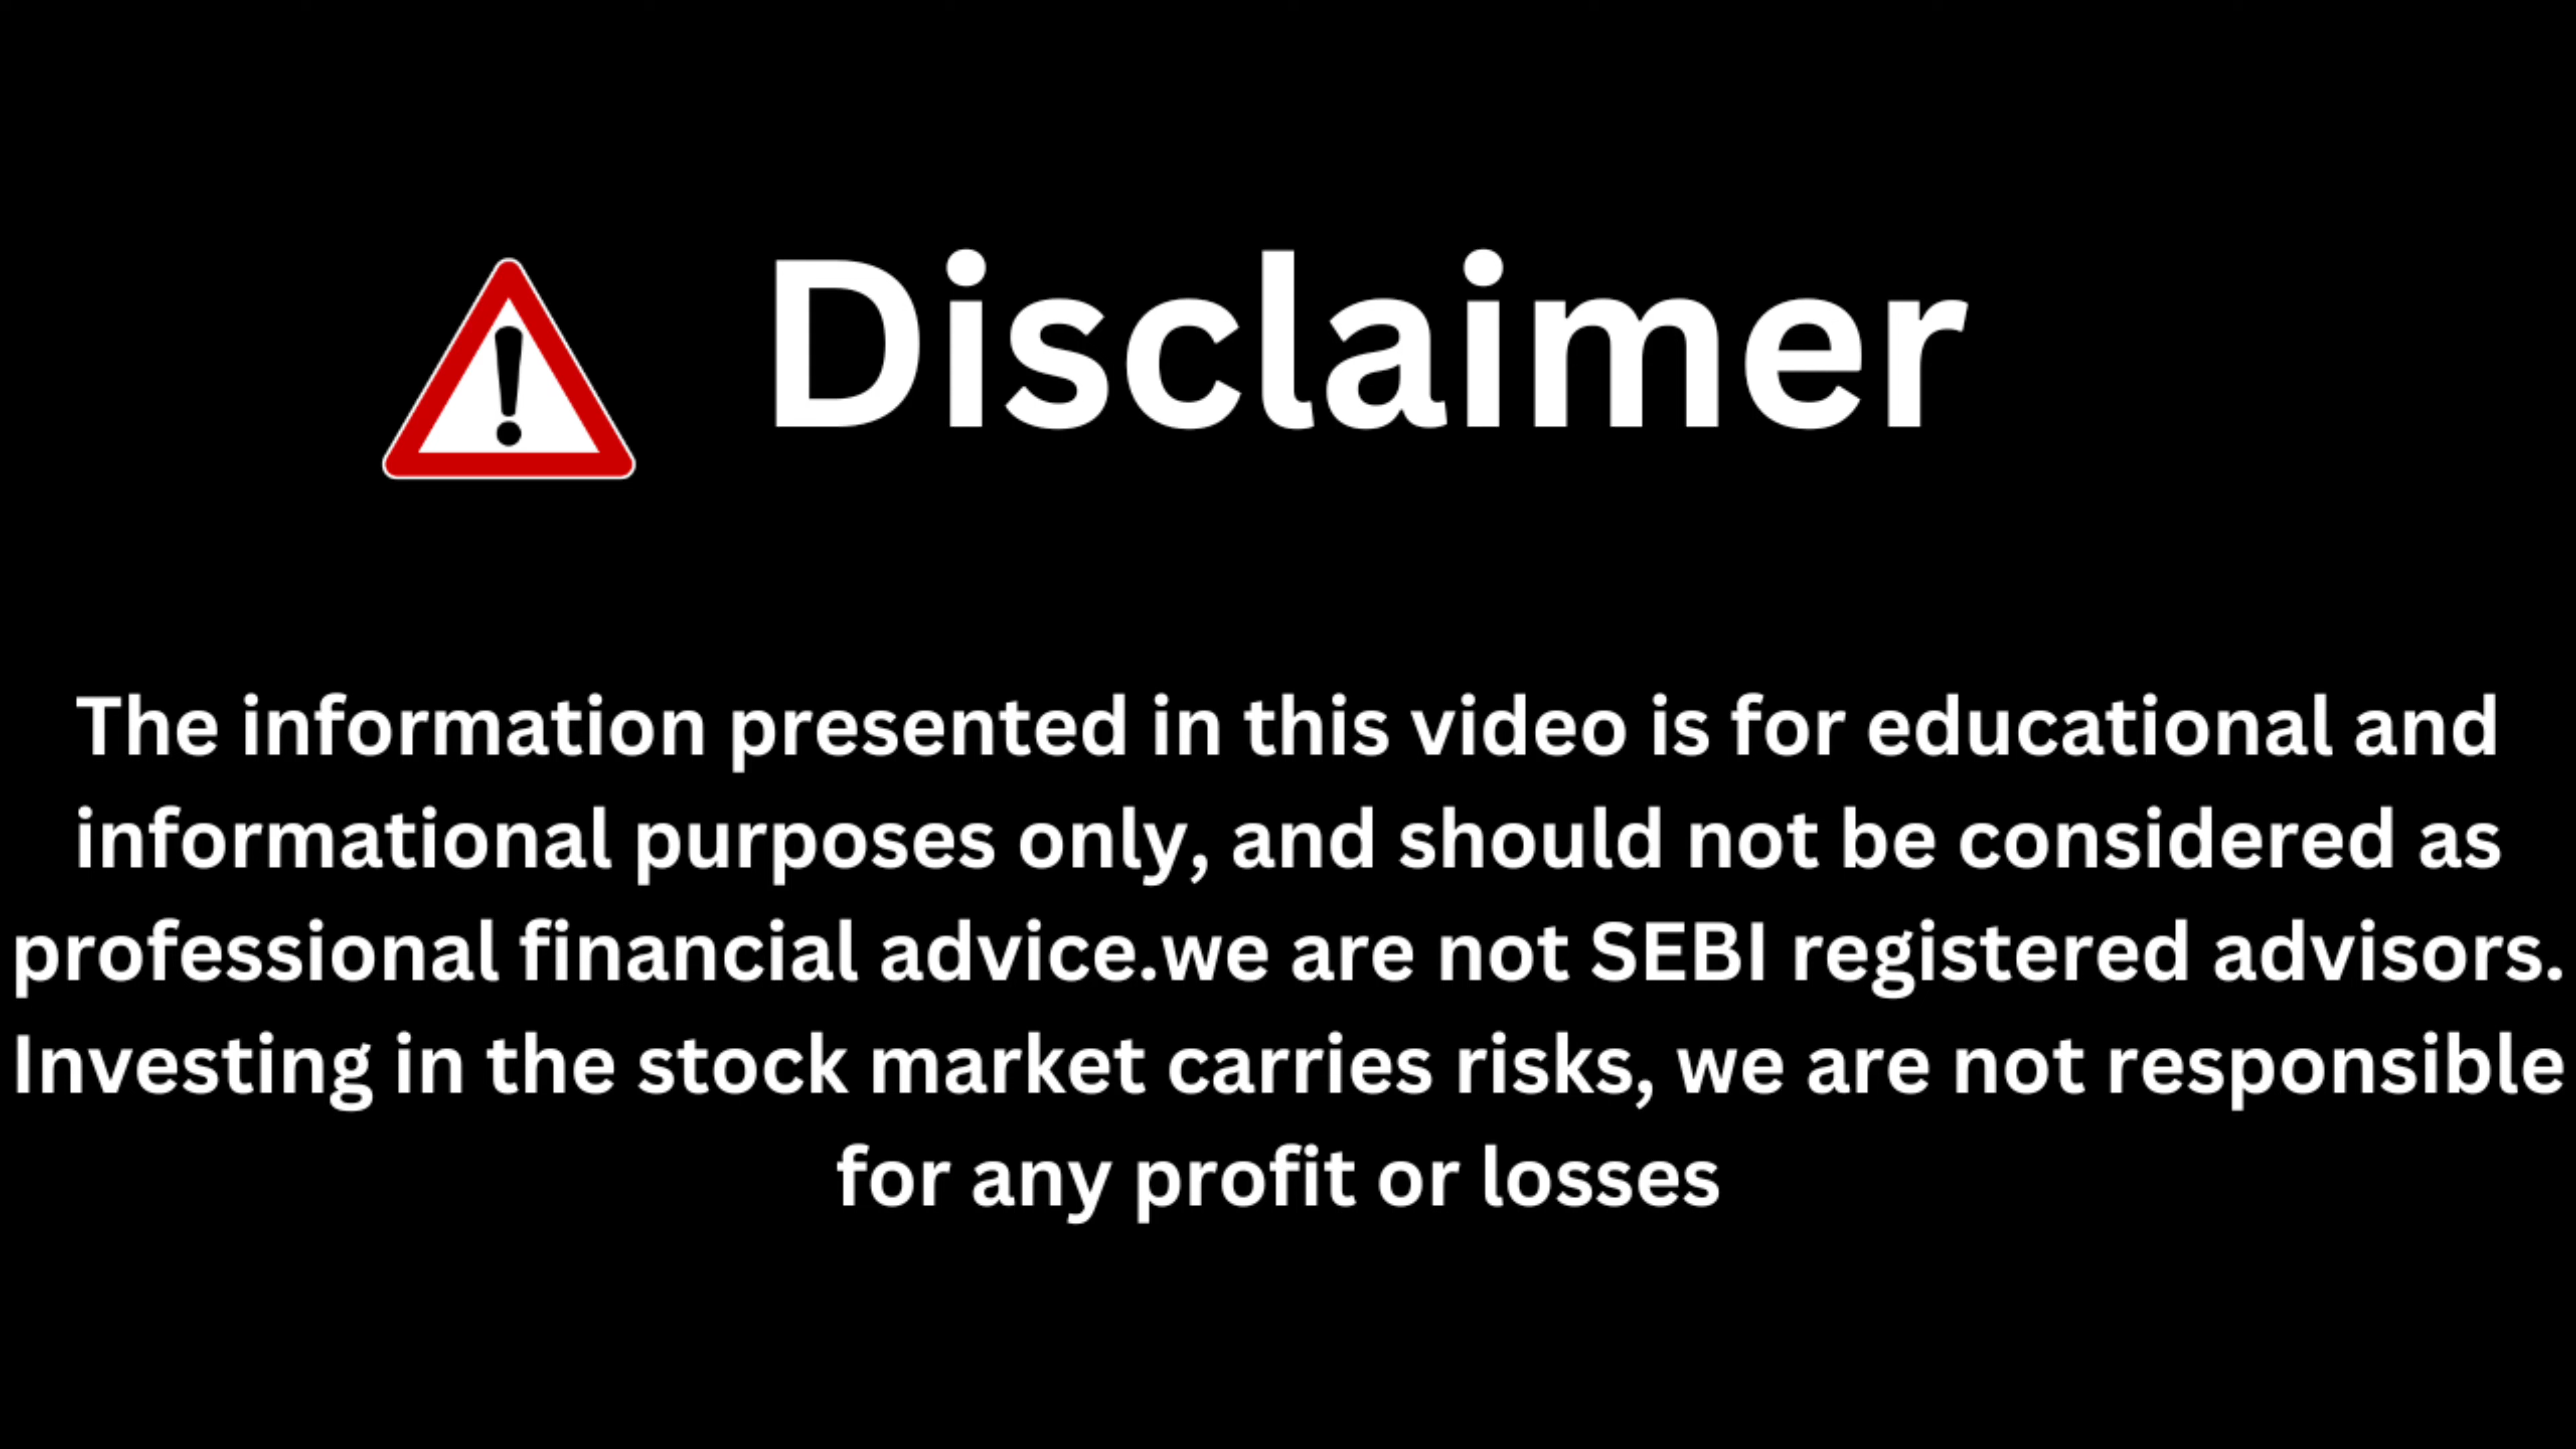 Disclaimer
The information presented in this video is for educational and
informational purposes only, and should not be considered as
professional financial advice.we are not SEBI registered advisors.
Investing in the stock market carries risks, we are not responsible
for any profit or losses